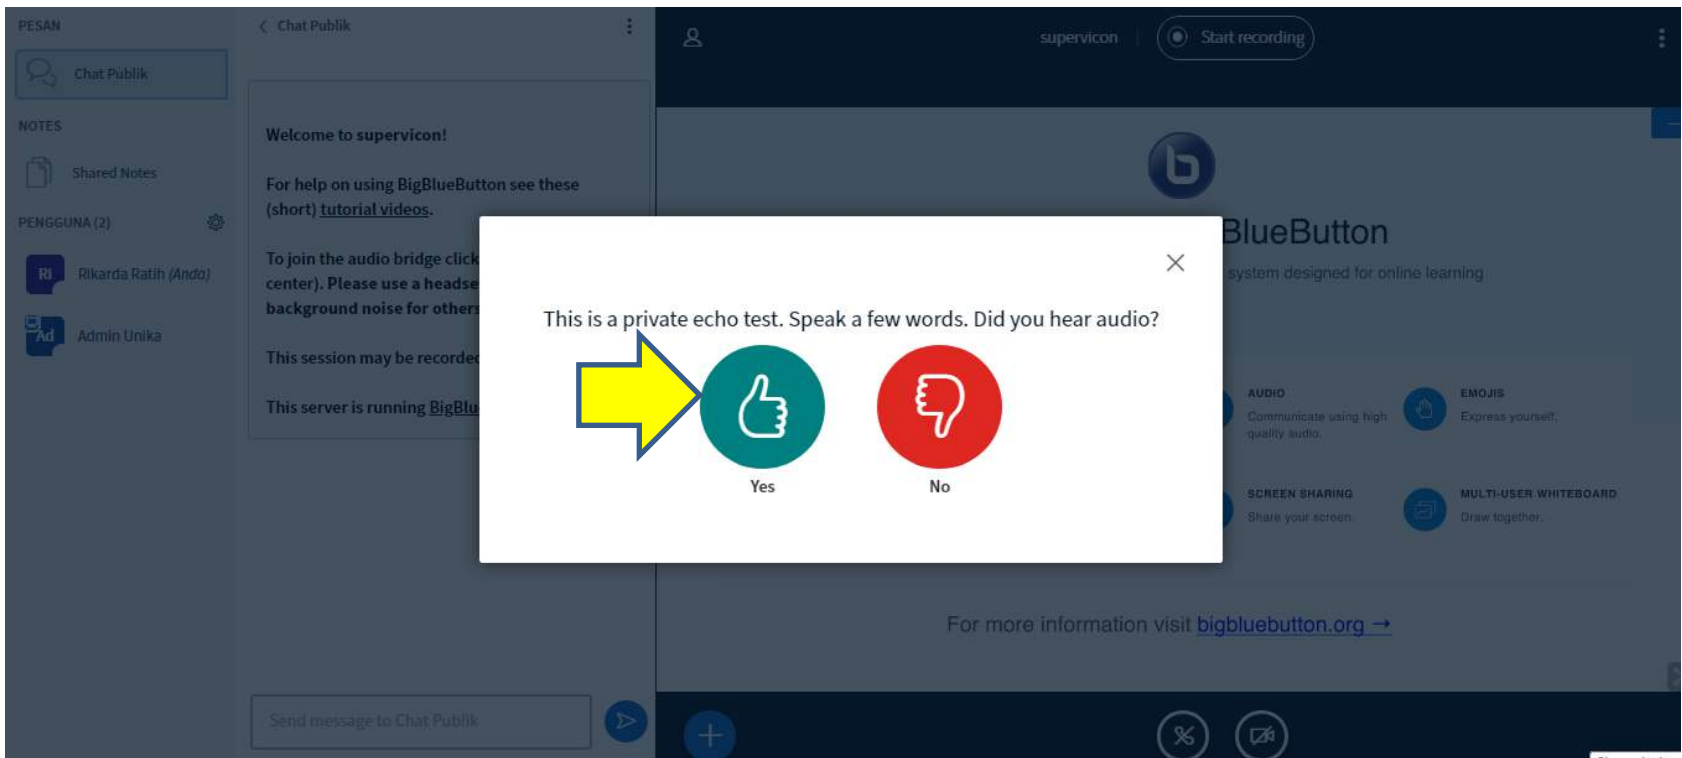 PESAN
Chat Publik
NOTES
Shared Notes
PENGGUNA (2)
RI
Rikarda Ratih (Anda)
Ad
Admin Unika
Chat Publik
Welcome to supervicon!
For help on using BigBlueButton see these
(short) tutorial videos.
To join the audio bridge click
center). Please use a headse
background noise for others
This session may be recorded
This server is running BigBlu
Send message to Chat Publik
supervicon
Start recording
b
BlueButton
system designed for online learning
This is a private echo test. Speak a few words. Did you hear audio?
Yes
No
AUDIO
Communicate using high
quality audio.
EMOJIS
Express yourself.
SCREEN SHARING
Share your screen.
MULTI-USER WHITEBOARD
Draw together.
For more information visit bigbluebutton.org →